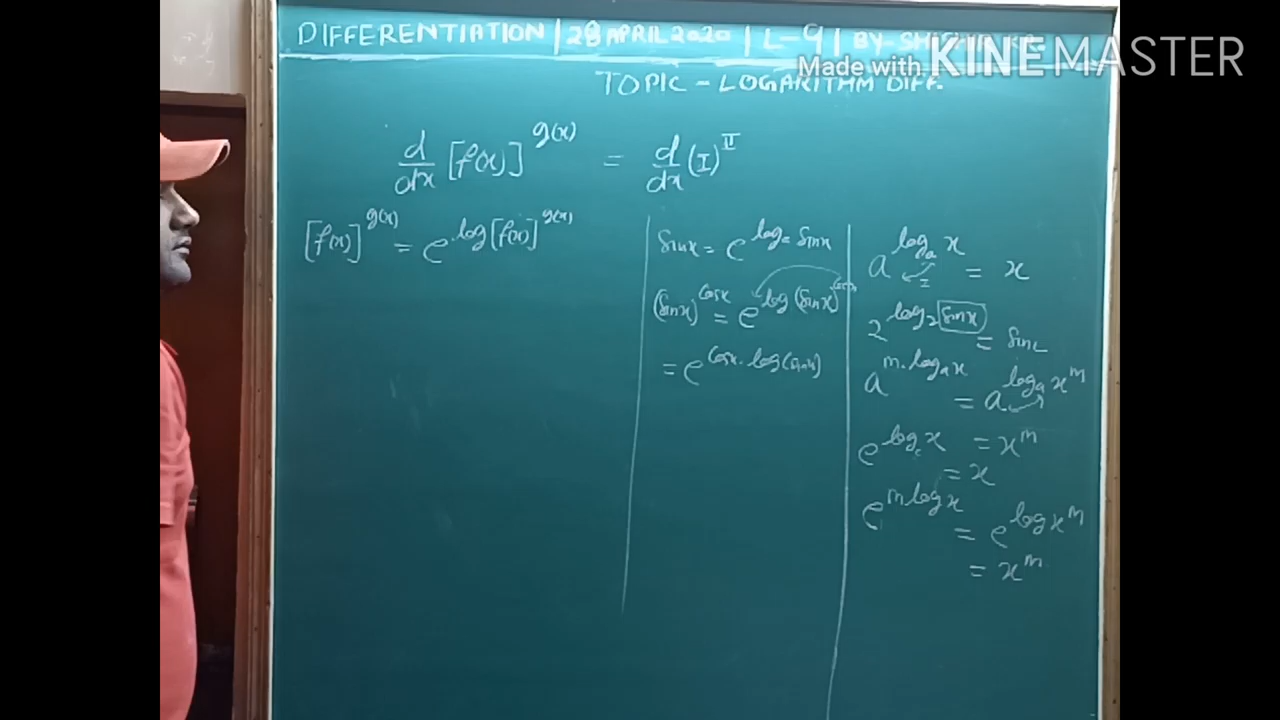 DIFFERENTIATION | 28 APRIL 2020 | L-9 | BY-
Made with KINEMASTER
TOPIC - LOGARITHM DIFF.
d/dx [f(x)]^g(x) = d/dx (I)^II
[f(x)]^g(x) = e^log[f(x)]^g(x)
sinx = e^log_e sinx
(sinx)^cosx = e^log(sinx)^cosx
= e^cosx·log(sinx)
a^log_a x = x
2^log_2 sinx = sinx
a^m·log_a x
= a^log_a x^m
= x^m
e^log_e x
= x
e^m log x
= e^log x^m
= x^m